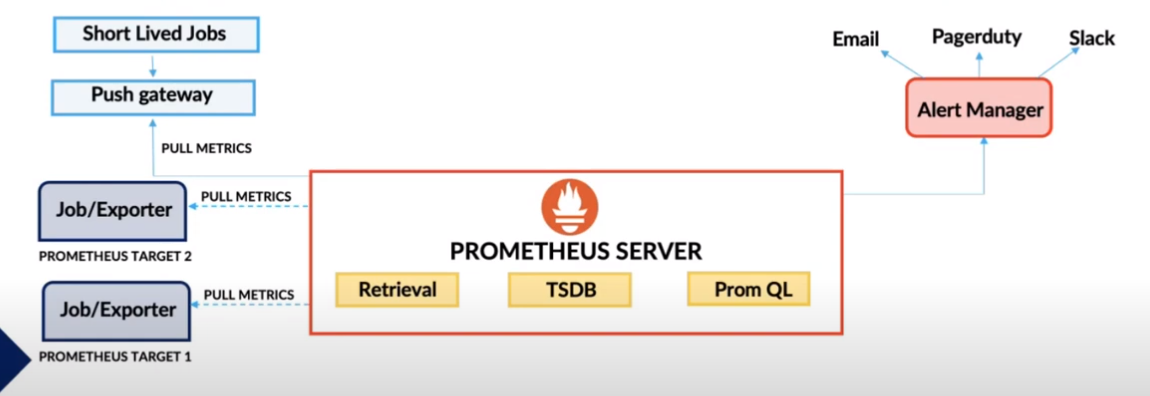 Short Lived Jobs
Push gateway
PULL METRICS
Job/Exporter
PULL METRICS
PROMETHEUS TARGET 2
Job/Exporter
PULL METRICS
PROMETHEUS TARGET 1
PROMETHEUS SERVER
Retrieval
TSDB
Prom QL
Email
Pagerduty
Slack
Alert Manager